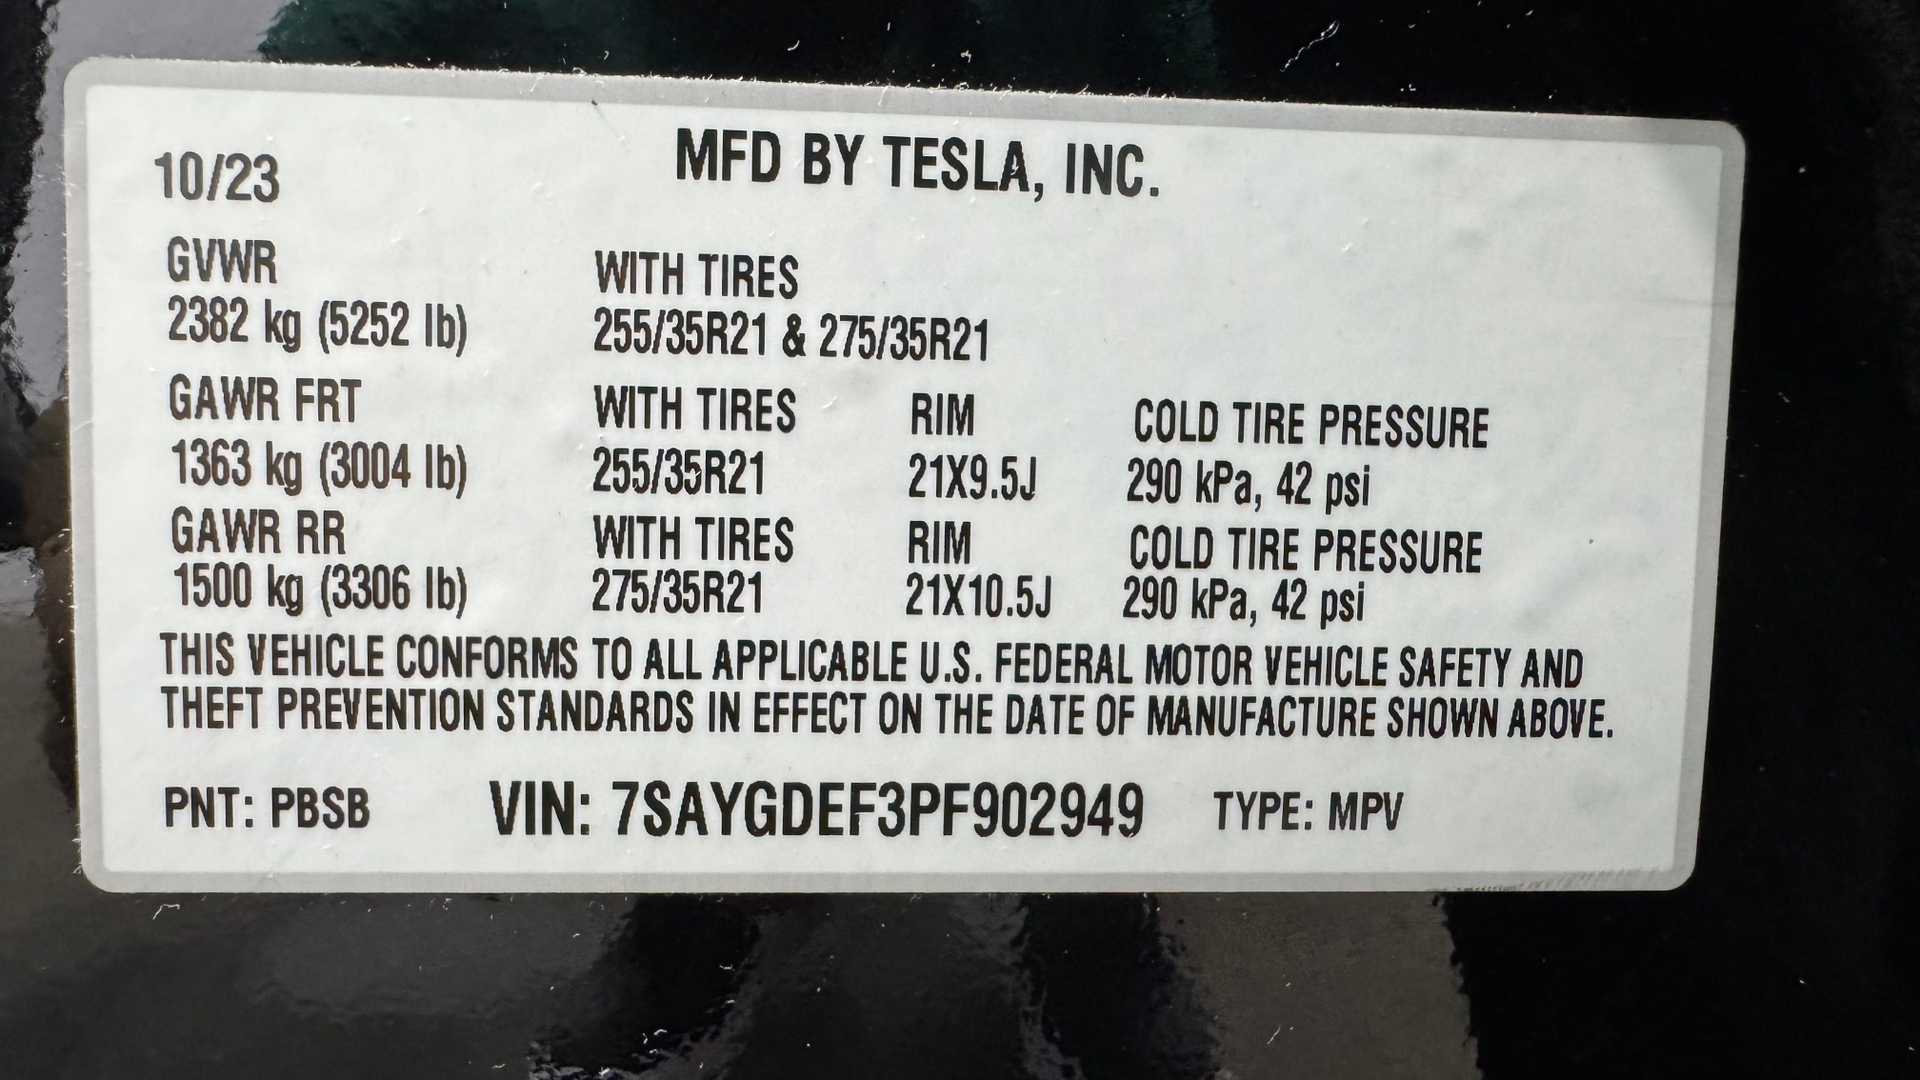 MFD BY TESLA, INC.
10/23
GVWR WITH TIRES
2382 kg (5252 lb) 255/35R21 & 275/35R21
GAWR FRT WITH TIRES RIM COLD TIRE PRESSURE
1363 kg (3004 lb) 255/35R21 21X9.5J 290 kPa, 42 psi
GAWR RR WITH TIRES RIM COLD TIRE PRESSURE
1500 kg (3306 lb) 275/35R21 21X10.5J 290 kPa, 42 psi
THIS VEHICLE CONFORMS TO ALL APPLICABLE U.S. FEDERAL MOTOR VEHICLE SAFETY AND
THEFT PREVENTION STANDARDS IN EFFECT ON THE DATE OF MANUFACTURE SHOWN ABOVE.
PNT: PBSB VIN: 7SAYGDEF3PF902949 TYPE: MPV